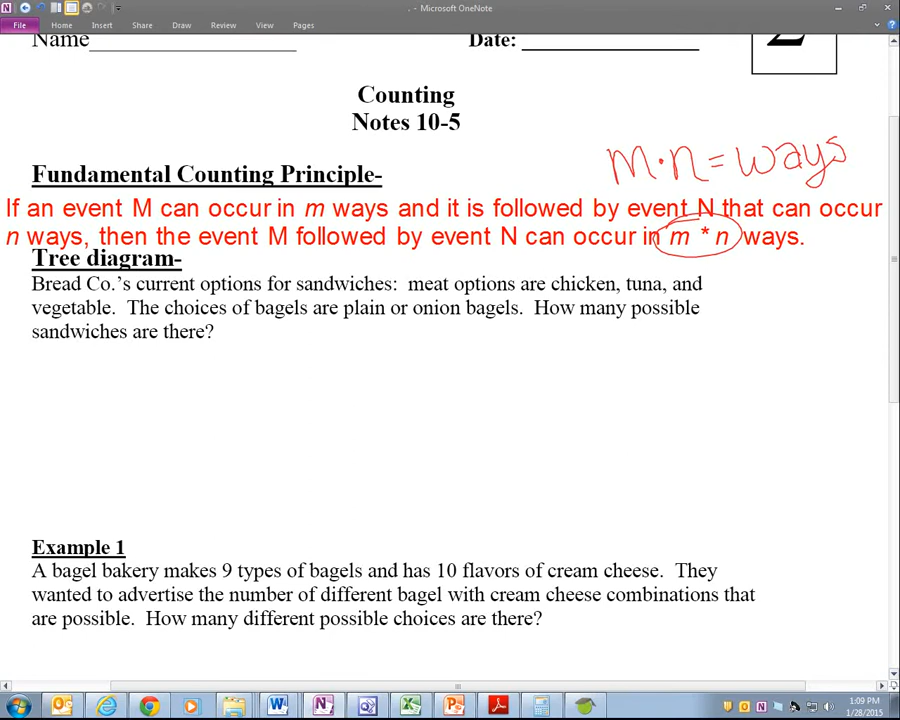 . - Microsoft OneNote
File Home Insert Share Draw Review View Pages
Name____________________ Date: _________________
Counting
Notes 10-5
m·n = ways
Fundamental Counting Principle-
If an event M can occur in m ways and it is followed by event N that can occur
n ways, then the event M followed by event N can occur in m * n ways.
Tree diagram-
Bread Co.'s current options for sandwiches: meat options are chicken, tuna, and
vegetable. The choices of bagels are plain or onion bagels. How many possible
sandwiches are there?
Example 1
A bagel bakery makes 9 types of bagels and has 10 flavors of cream cheese. They
wanted to advertise the number of different bagel with cream cheese combinations that
are possible. How many different possible choices are there?
1:09 PM
1/28/2015